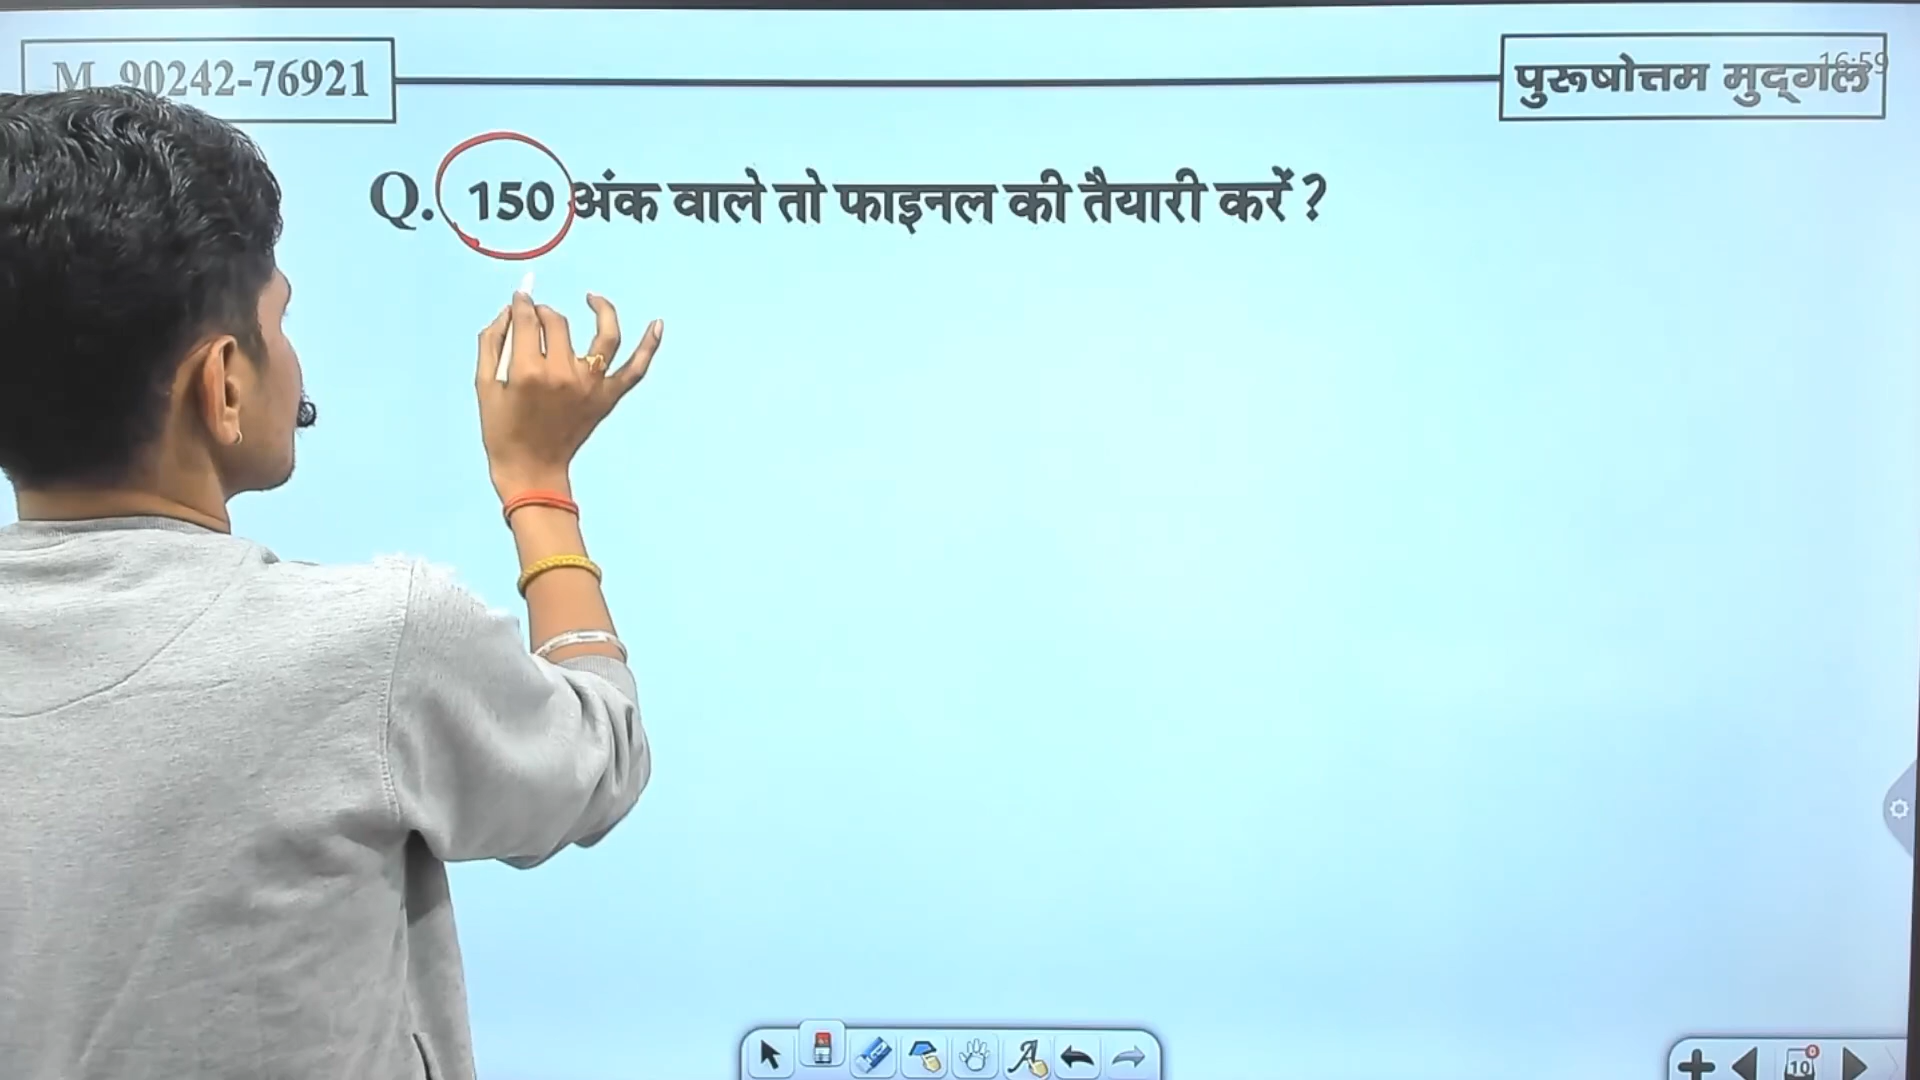 M. 90242-76921
पुरूषोत्तम मुद्गल
16:59
Q. 150 अंक वाले तो फाइनल की तैयारी करें ?
10